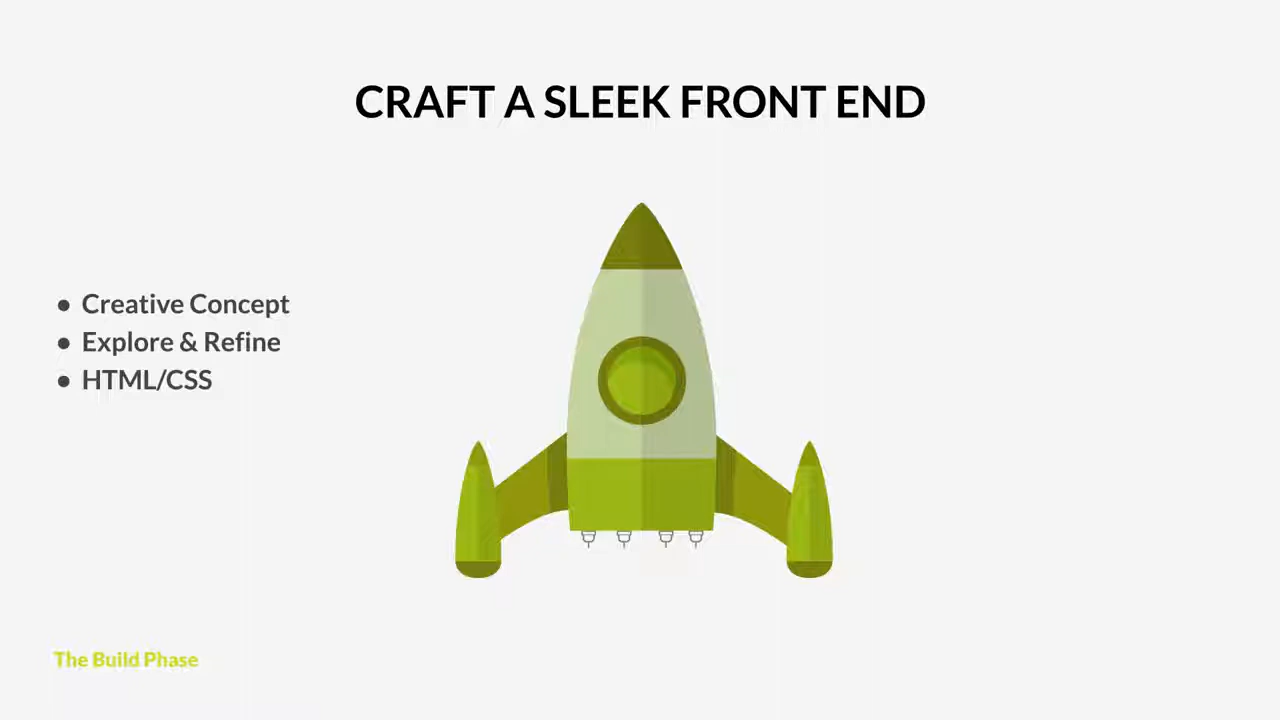 CRAFT A SLEEK FRONT END
• Creative Concept
• Explore & Refine
• HTML/CSS
The Build Phase